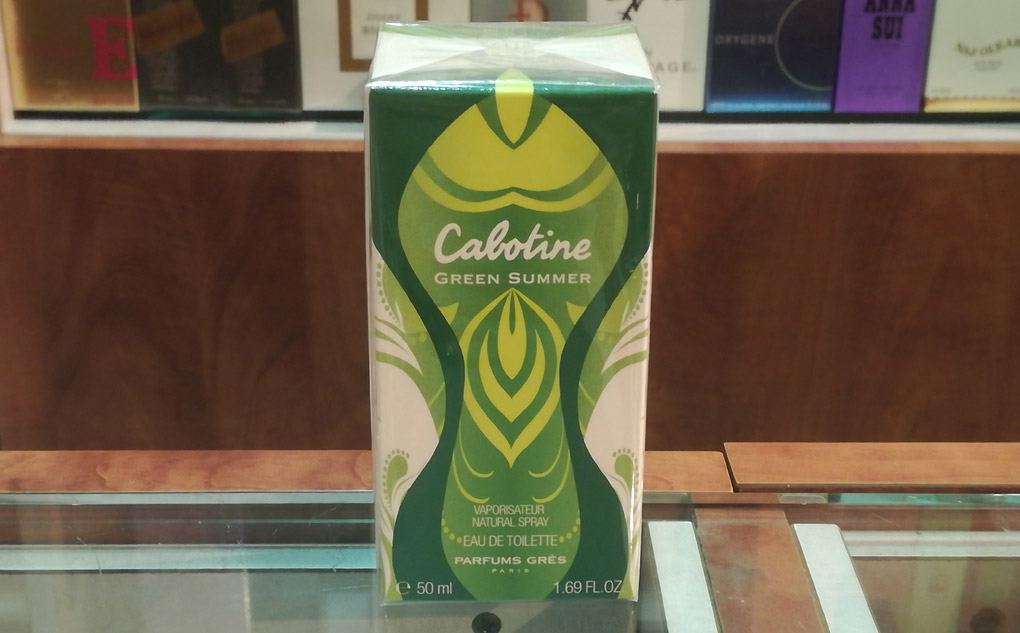 E
OXYGENE
ANNA
SUI
Cabotine
GREEN SUMMER
VAPORISATEUR
NATURAL SPRAY
EAU DE TOILETTE
PARFUMS GRÈS
PARIS
℮ 50 ml 1.69 FL.OZ